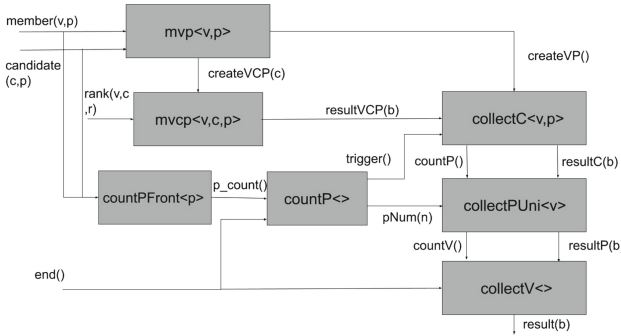 member(v,p)
mvp<v,p>
createVP()
candidate
(c,p)
createVCP(c)
rank(v,c
,r)
mvcp<v,c,p>
resultVCP(b)
collectC<v,p>
trigger()
countP()
resultC(b)
countPFront<p>
p_count()
countP<>
pNum(n)
collectPUni<v>
countV()
resultP(b
end()
collectV<>
result(b)